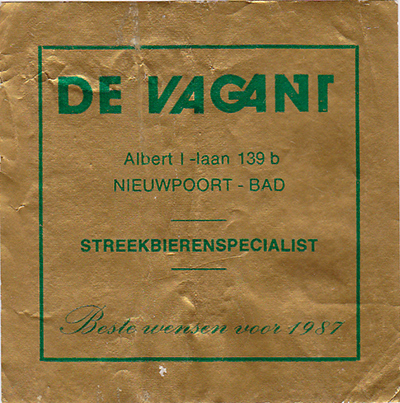 DE VAGANT
Albert I -laan 139 b
NIEUWPOORT - BAD
STREEKBIERENSPECIALIST
Beste wensen voor 1987